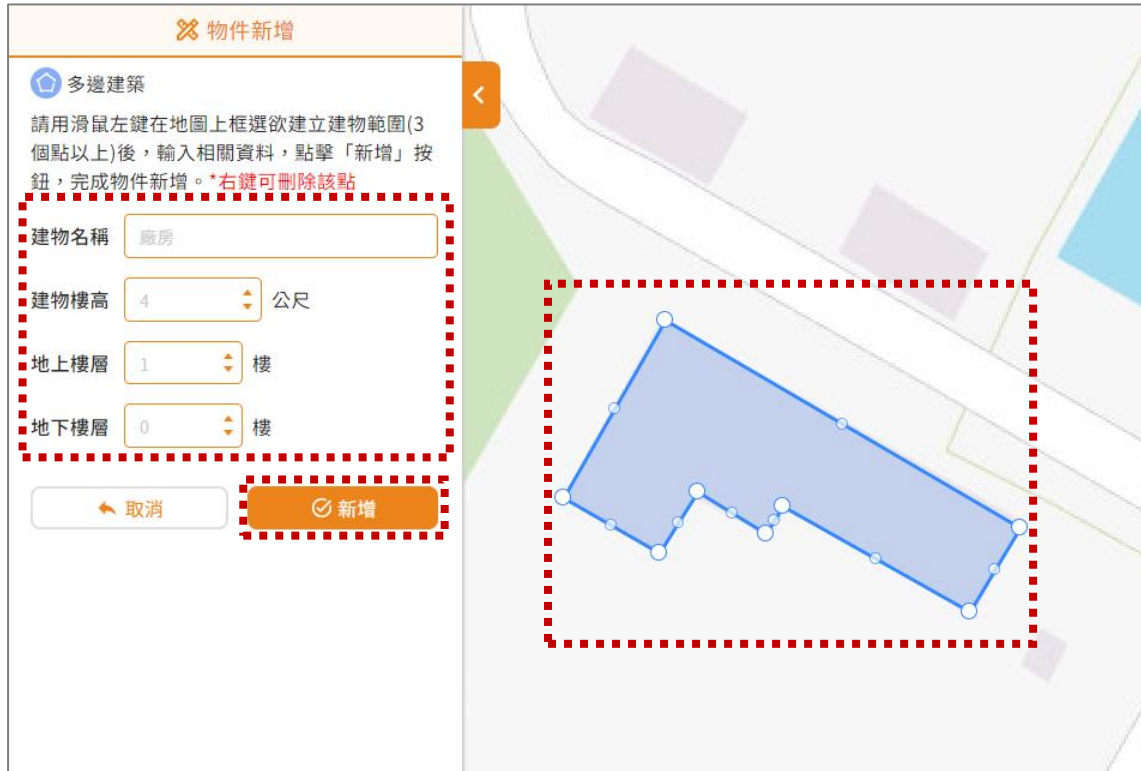 物件新增
多邊建築
請用滑鼠左鍵在地圖上框選欲建立建物範圍(3
個點以上)後，輸入相關資料，點擊「新增」按
鈕，完成物件新增。*右鍵可刪除該點
建物名稱 廠房
建物樓高 4 公尺
地上樓層 1 樓
地下樓層 0 樓
取消 新增